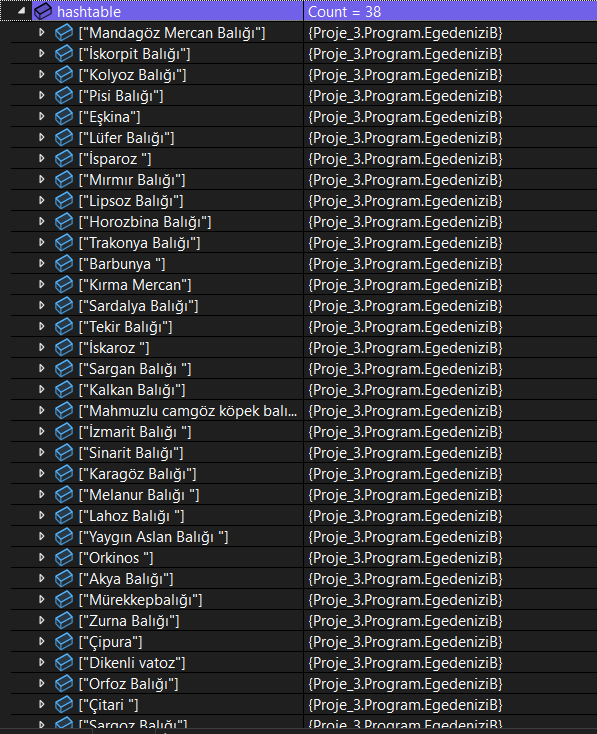 hashtable Count = 38
["Mandagöz Mercan Balığı"] {Proje_3.Program.EgedeniziB}
["İskorpit Balığı"] {Proje_3.Program.EgedeniziB}
["Kolyoz Balığı"] {Proje_3.Program.EgedeniziB}
["Pisi Balığı"] {Proje_3.Program.EgedeniziB}
["Eşkina"] {Proje_3.Program.EgedeniziB}
["Lüfer Balığı"] {Proje_3.Program.EgedeniziB}
["İsparoz "] {Proje_3.Program.EgedeniziB}
["Mırmır Balığı"] {Proje_3.Program.EgedeniziB}
["Lipsoz Balığı"] {Proje_3.Program.EgedeniziB}
["Horozbina Balığı"] {Proje_3.Program.EgedeniziB}
["Trakonya Balığı"] {Proje_3.Program.EgedeniziB}
["Barbunya "] {Proje_3.Program.EgedeniziB}
["Kırma Mercan"] {Proje_3.Program.EgedeniziB}
["Sardalya Balığı"] {Proje_3.Program.EgedeniziB}
["Tekir Balığı"] {Proje_3.Program.EgedeniziB}
["İskaroz "] {Proje_3.Program.EgedeniziB}
["Sargan Balığı "] {Proje_3.Program.EgedeniziB}
["Kalkan Balığı"] {Proje_3.Program.EgedeniziB}
["Mahmuzlu camgöz köpek balı... {Proje_3.Program.EgedeniziB}
["İzmarit Balığı "] {Proje_3.Program.EgedeniziB}
["Sinarit Balığı"] {Proje_3.Program.EgedeniziB}
["Karagöz Balığı"] {Proje_3.Program.EgedeniziB}
["Melanur Balığı "] {Proje_3.Program.EgedeniziB}
["Lahoz Balığı "] {Proje_3.Program.EgedeniziB}
["Yaygın Aslan Balığı "] {Proje_3.Program.EgedeniziB}
["Orkinos "] {Proje_3.Program.EgedeniziB}
["Akya Balığı"] {Proje_3.Program.EgedeniziB}
["Mürekkepbalığı"] {Proje_3.Program.EgedeniziB}
["Zurna Balığı"] {Proje_3.Program.EgedeniziB}
["Çipura"] {Proje_3.Program.EgedeniziB}
["Dikenli vatoz"] {Proje_3.Program.EgedeniziB}
["Orfoz Balığı"] {Proje_3.Program.EgedeniziB}
["Çitari "] {Proje_3.Program.EgedeniziB}
["Sargoz Balığı"] {Proje_3.Program.EgedeniziB}